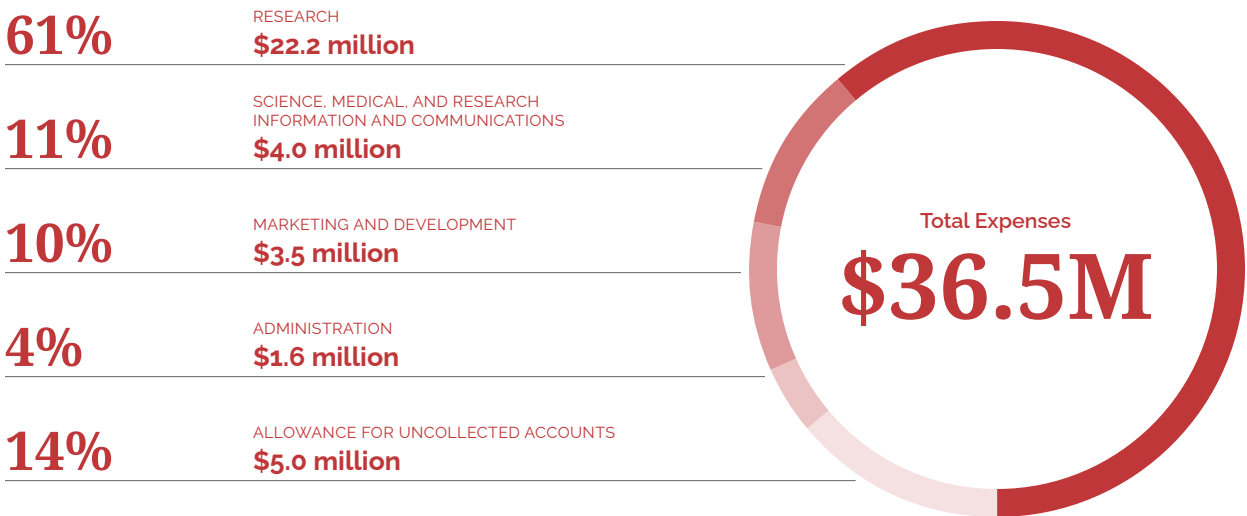 61%
RESEARCH
$22.2 million
11%
SCIENCE, MEDICAL, AND RESEARCH
INFORMATION AND COMMUNICATIONS
$4.0 million
10%
MARKETING AND DEVELOPMENT
$3.5 million
4%
ADMINISTRATION
$1.6 million
14%
ALLOWANCE FOR UNCOLLECTED ACCOUNTS
$5.0 million
Total Expenses
$36.5M